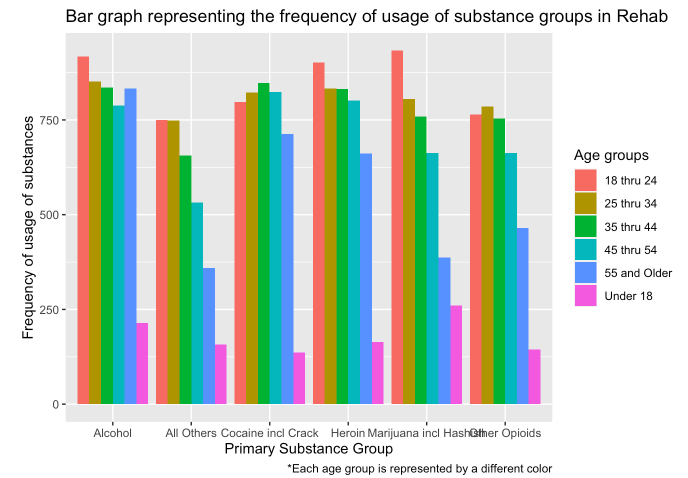 Bar graph representing the frequency of usage of substance groups in Rehab
Frequency of usage of substances
750
500
250
0
Alcohol
All Others
Cocaine incl Crack
Heroin
Marijuana incl Hashish
Other Opioids
Primary Substance Group
*Each age group is represented by a different color
Age groups
18 thru 24
25 thru 34
35 thru 44
45 thru 54
55 and Older
Under 18